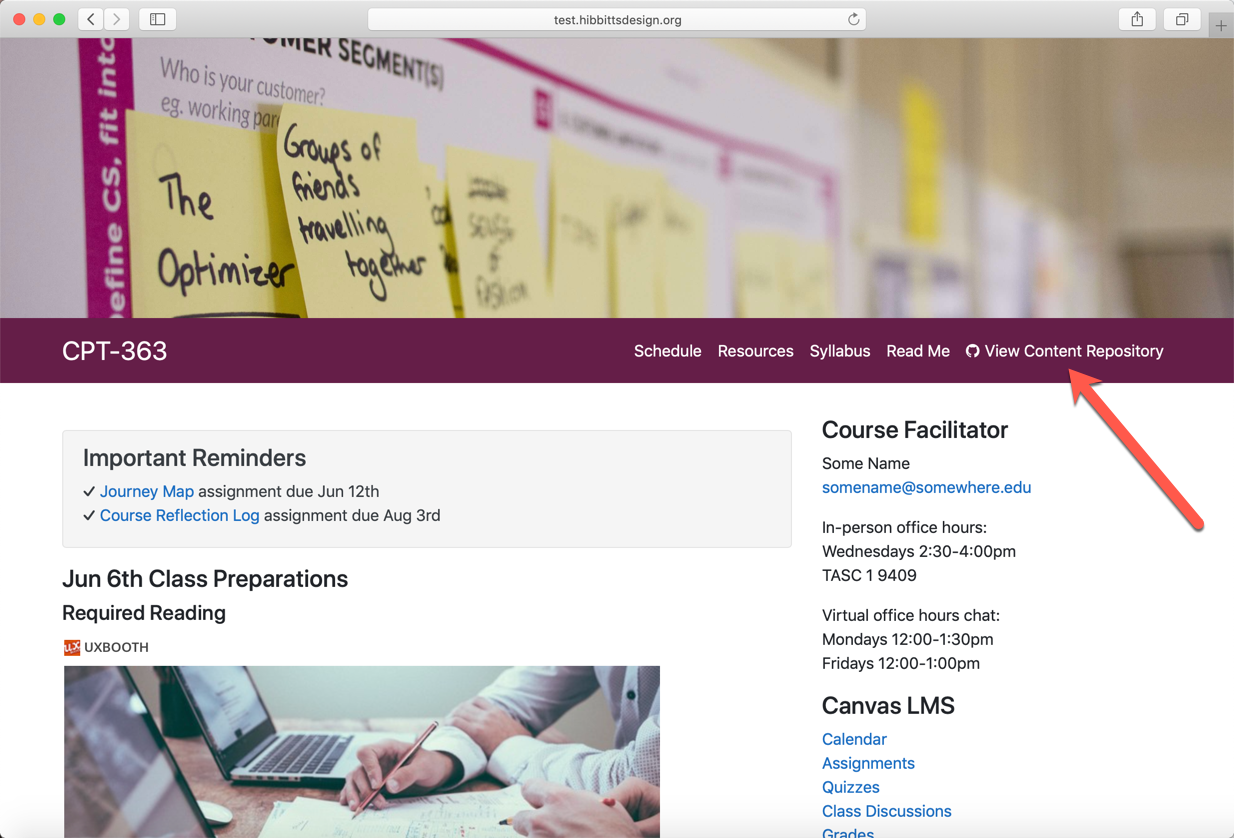 test.hibbittsdesign.org
CUSTOMER SEGMENT(S)
Who is your customer?
eg. working
define CS, fit into
The
Optimizer
Groups of
friends
travelling
together
CPT-363
Schedule Resources Syllabus Read Me View Content Repository
Important Reminders
✔ Journey Map assignment due Jun 12th
✔ Course Reflection Log assignment due Aug 3rd
Jun 6th Class Preparations
Required Reading
UX UXBOOTH
Course Facilitator
Some Name
somename@somewhere.edu
In-person office hours:
Wednesdays 2:30-4:00pm
TASC 1 9409
Virtual office hours chat:
Mondays 12:00-1:30pm
Fridays 12:00-1:00pm
Canvas LMS
Calendar
Assignments
Quizzes
Class Discussions
Grades